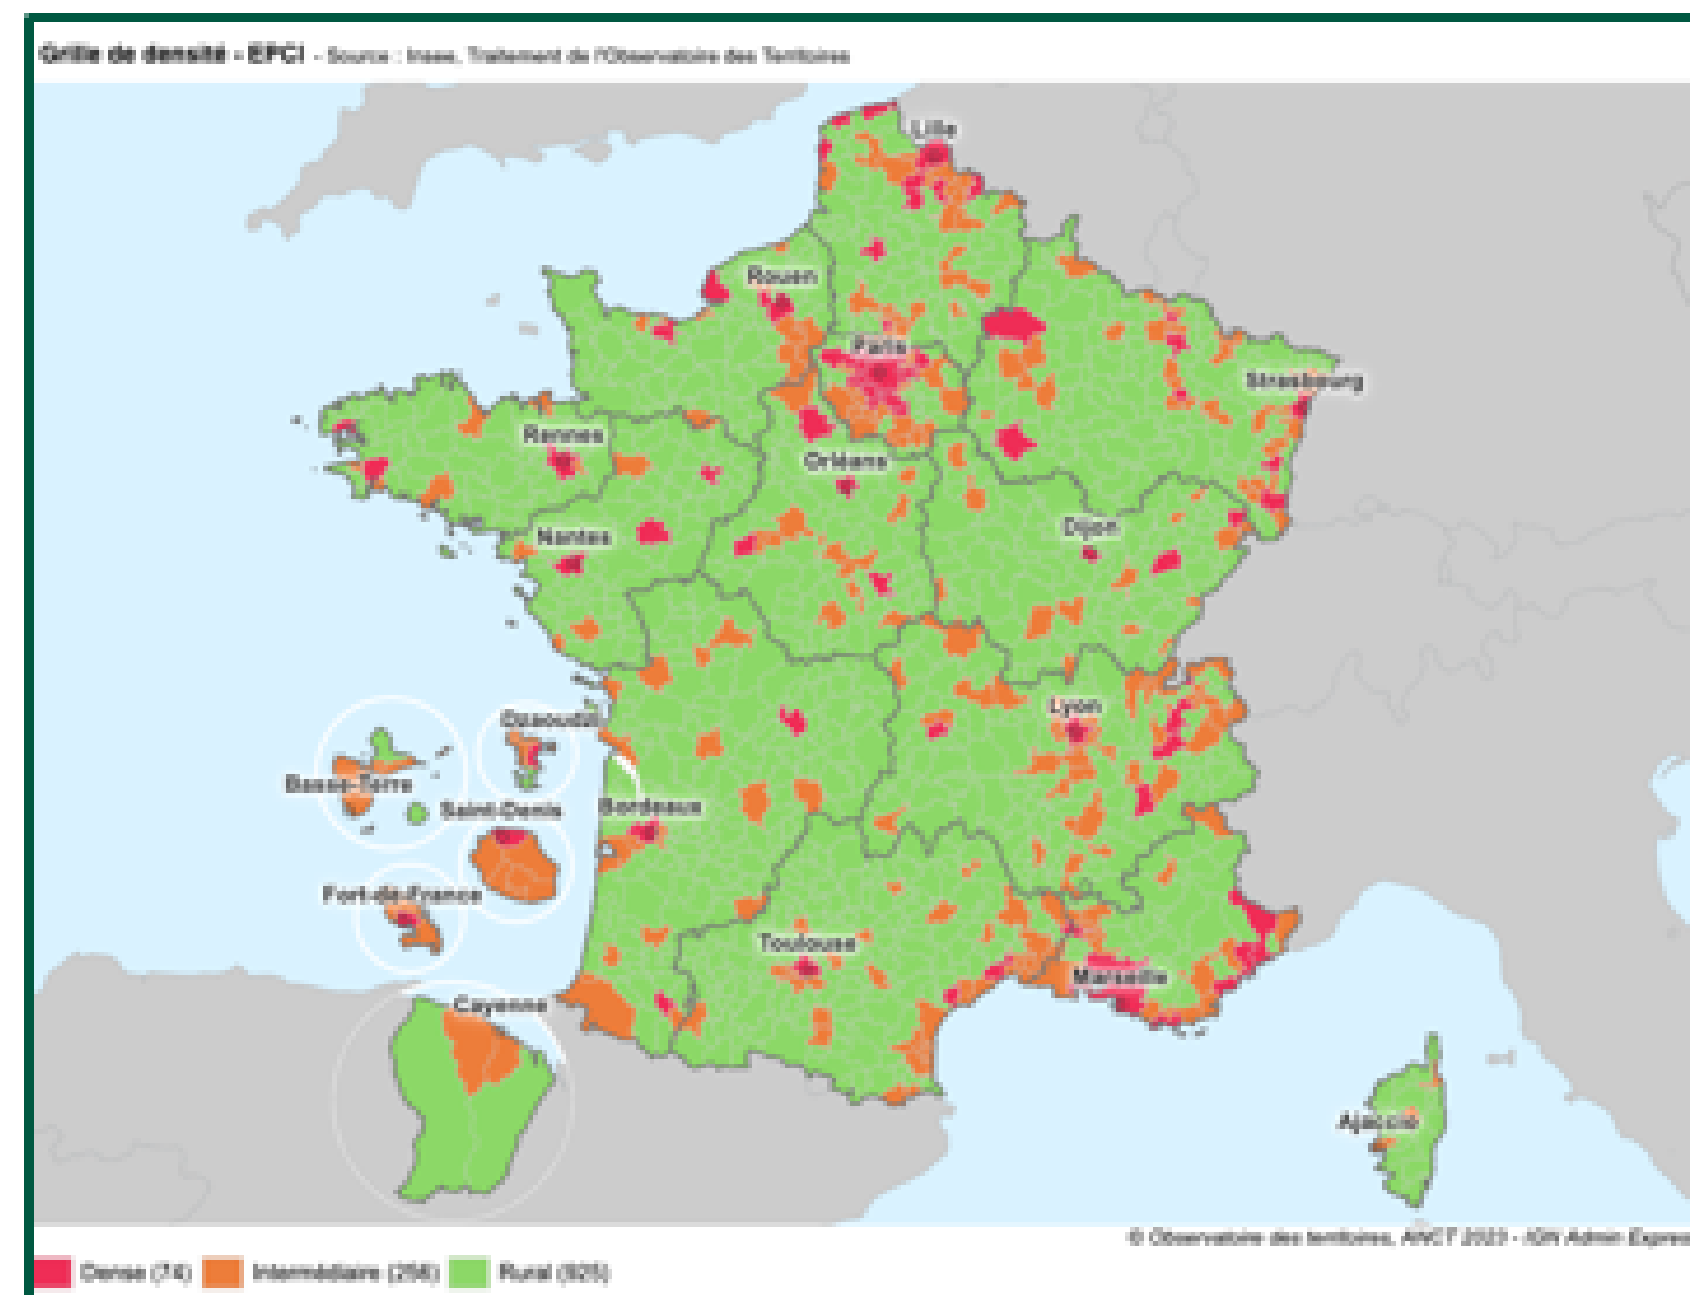 Grille de densité - EPCI - Source : Insee, Traitement de l'Observatoire des Territoires
Lille
Rouen
Paris
Strasbourg
Rennes
Orléans
Nantes
Dijon
Lyon
Dzaoudzi
Basse-Terre
Saint-Denis
Bordeaux
Fort-de-France
Toulouse
Marseille
Cayenne
Ajaccio
© Observatoire des territoires, ANCT 2023 - IGN Admin Expres
Dense (74) Intermédiaire (256) Rural (925)